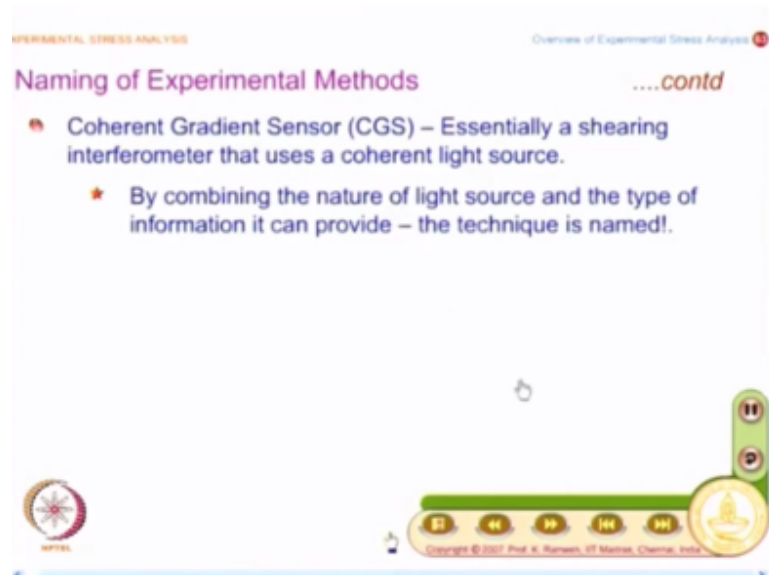 EXPERIMENTAL STRESS ANALYSIS
Overview of Experimental Stress Analysis
Naming of Experimental Methods
....contd
Coherent Gradient Sensor (CGS) – Essentially a shearing
interferometer that uses a coherent light source.
By combining the nature of light source and the type of
information it can provide – the technique is named!.
NPTEL
Copyright © 2007 Prof. K. Ramesh, IIT Madras, Chennai, India